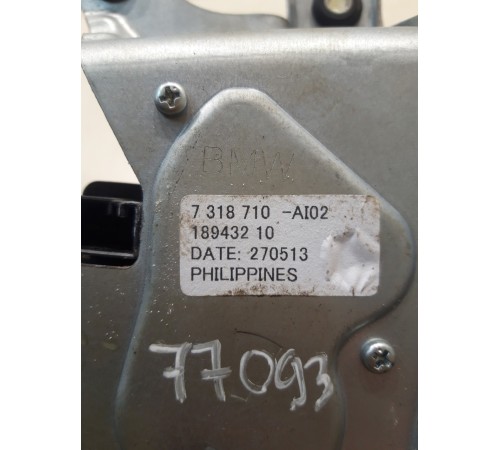 BMW
7 318 710 -AI02
189432 10
DATE: 270513
PHILIPPINES
77093